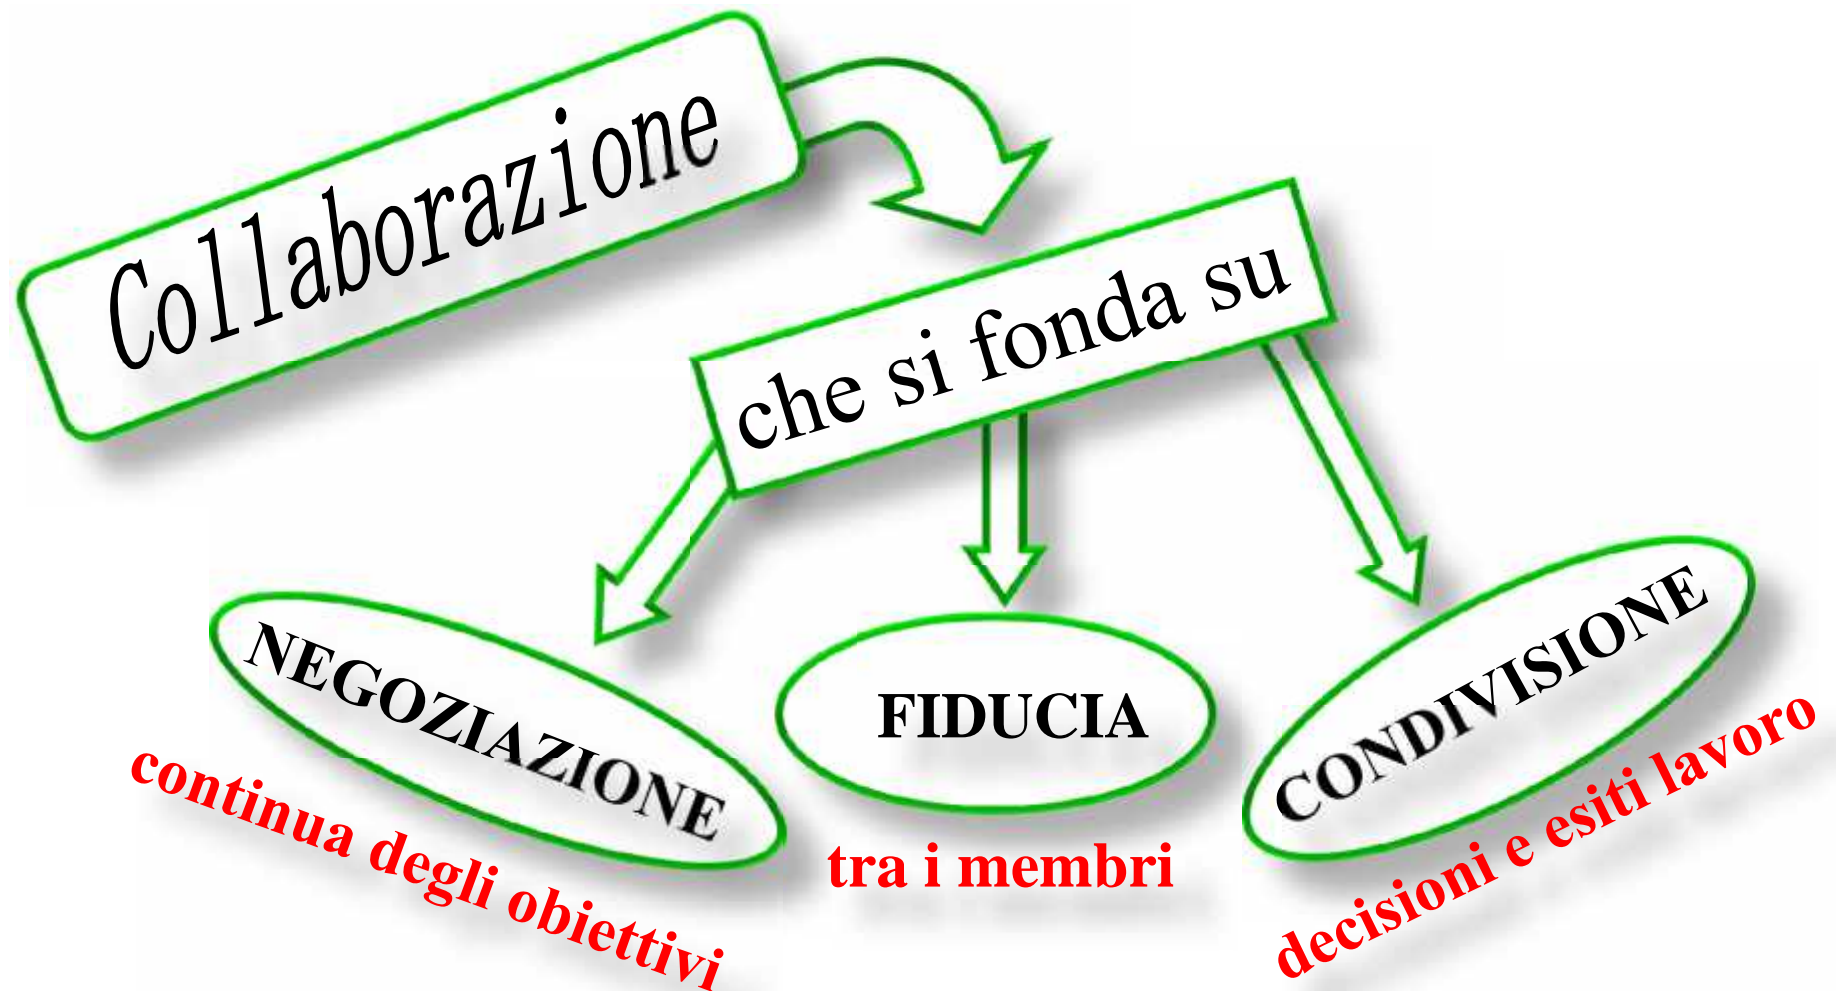 Collaborazione
che si fonda su
NEGOZIAZIONE
continua degli obiettivi
FIDUCIA
tra i membri
CONDIVISIONE
decisioni e esiti lavoro